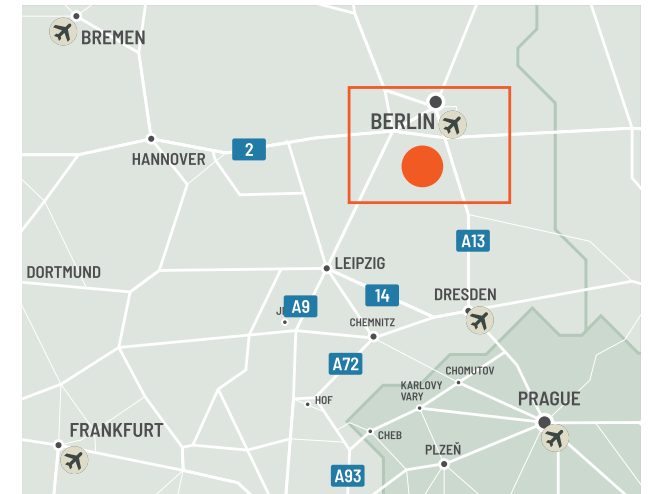 BREMEN
BERLIN
2
HANNOVER
A13
LEIPZIG
DORTMUND
14
DRESDEN
A9
CHEMNITZ
A72
CHOMUTOV
KARLOVY
VARY
PRAGUE
HOF
FRANKFURT
CHEB
PLZEŇ
A93